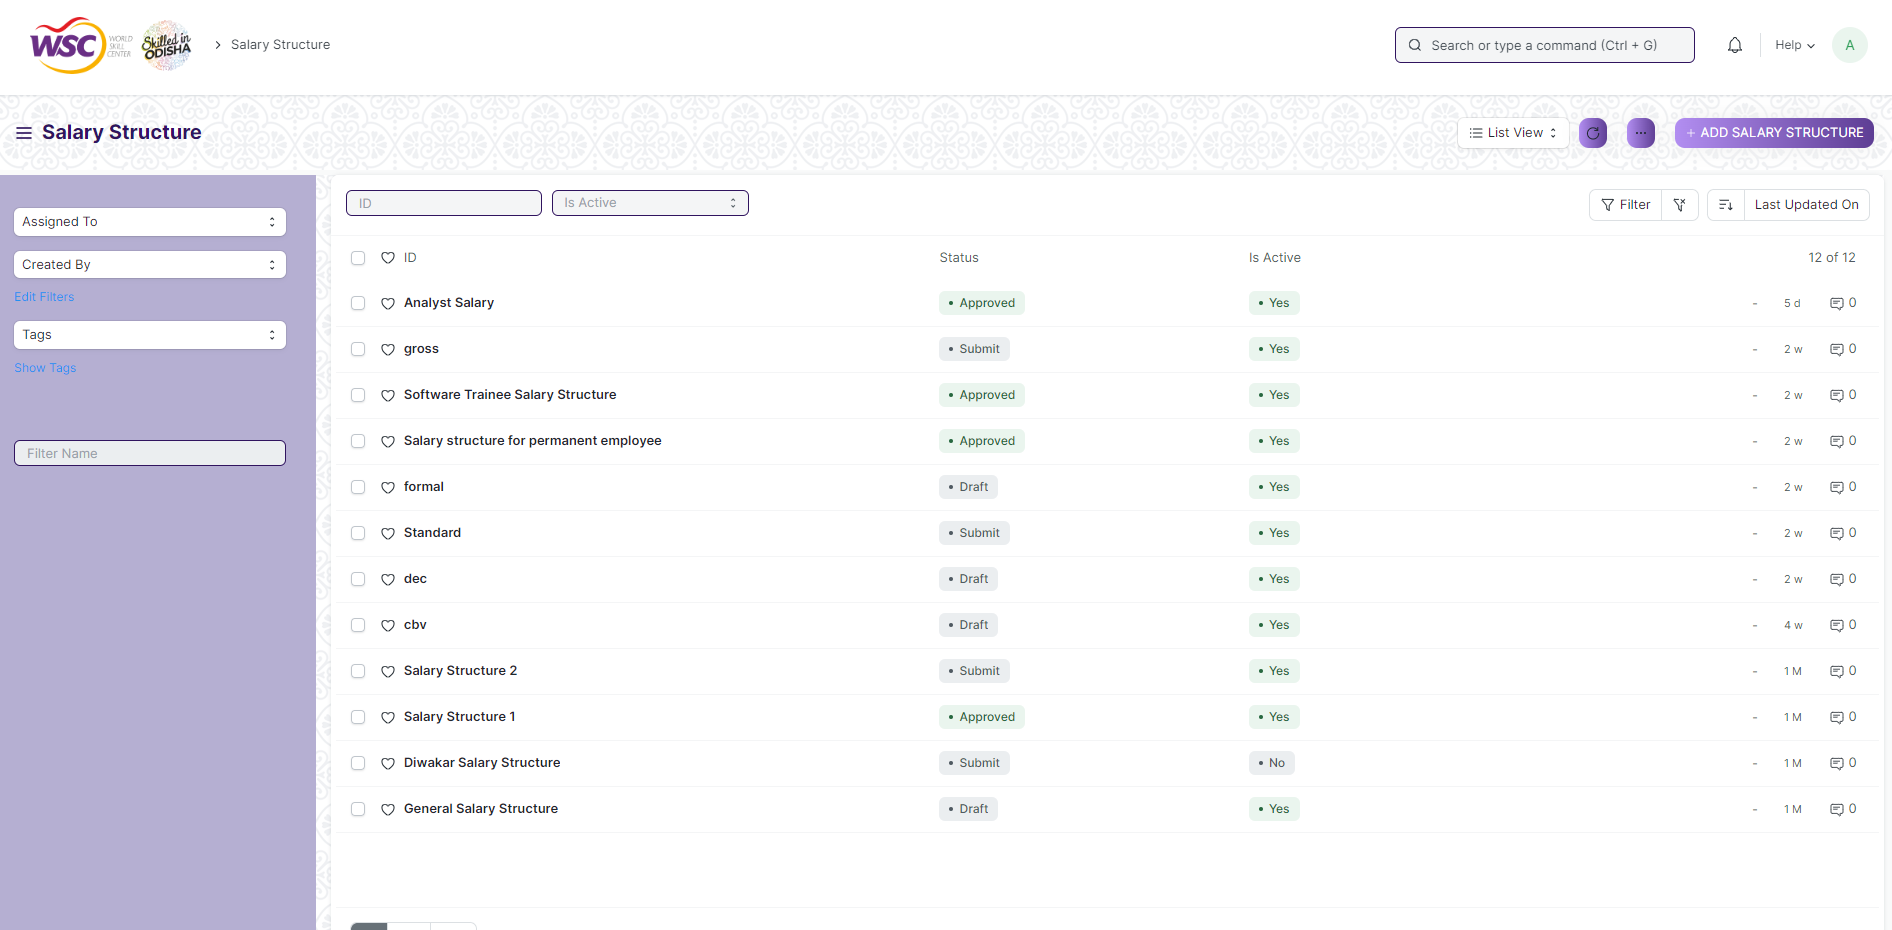 WSC WORLD SKILL CENTER Skilled in ODISHA Salary Structure Search or type a command (Ctrl + G) Help A
Salary Structure List View ... + ADD SALARY STRUCTURE
Assigned To
Created By
Edit Filters
Tags
Show Tags
Filter Name
ID Is Active Filter Last Updated On
ID Status Is Active 12 of 12
Analyst Salary Approved Yes - 5 d 0
gross Submit Yes - 2 w 0
Software Trainee Salary Structure Approved Yes - 2 w 0
Salary structure for permanent employee Approved Yes - 2 w 0
formal Draft Yes - 2 w 0
Standard Submit Yes - 2 w 0
dec Draft Yes - 2 w 0
cbv Draft Yes - 4 w 0
Salary Structure 2 Submit Yes - 1 M 0
Salary Structure 1 Approved Yes - 1 M 0
Diwakar Salary Structure Submit No - 1 M 0
General Salary Structure Draft Yes - 1 M 0